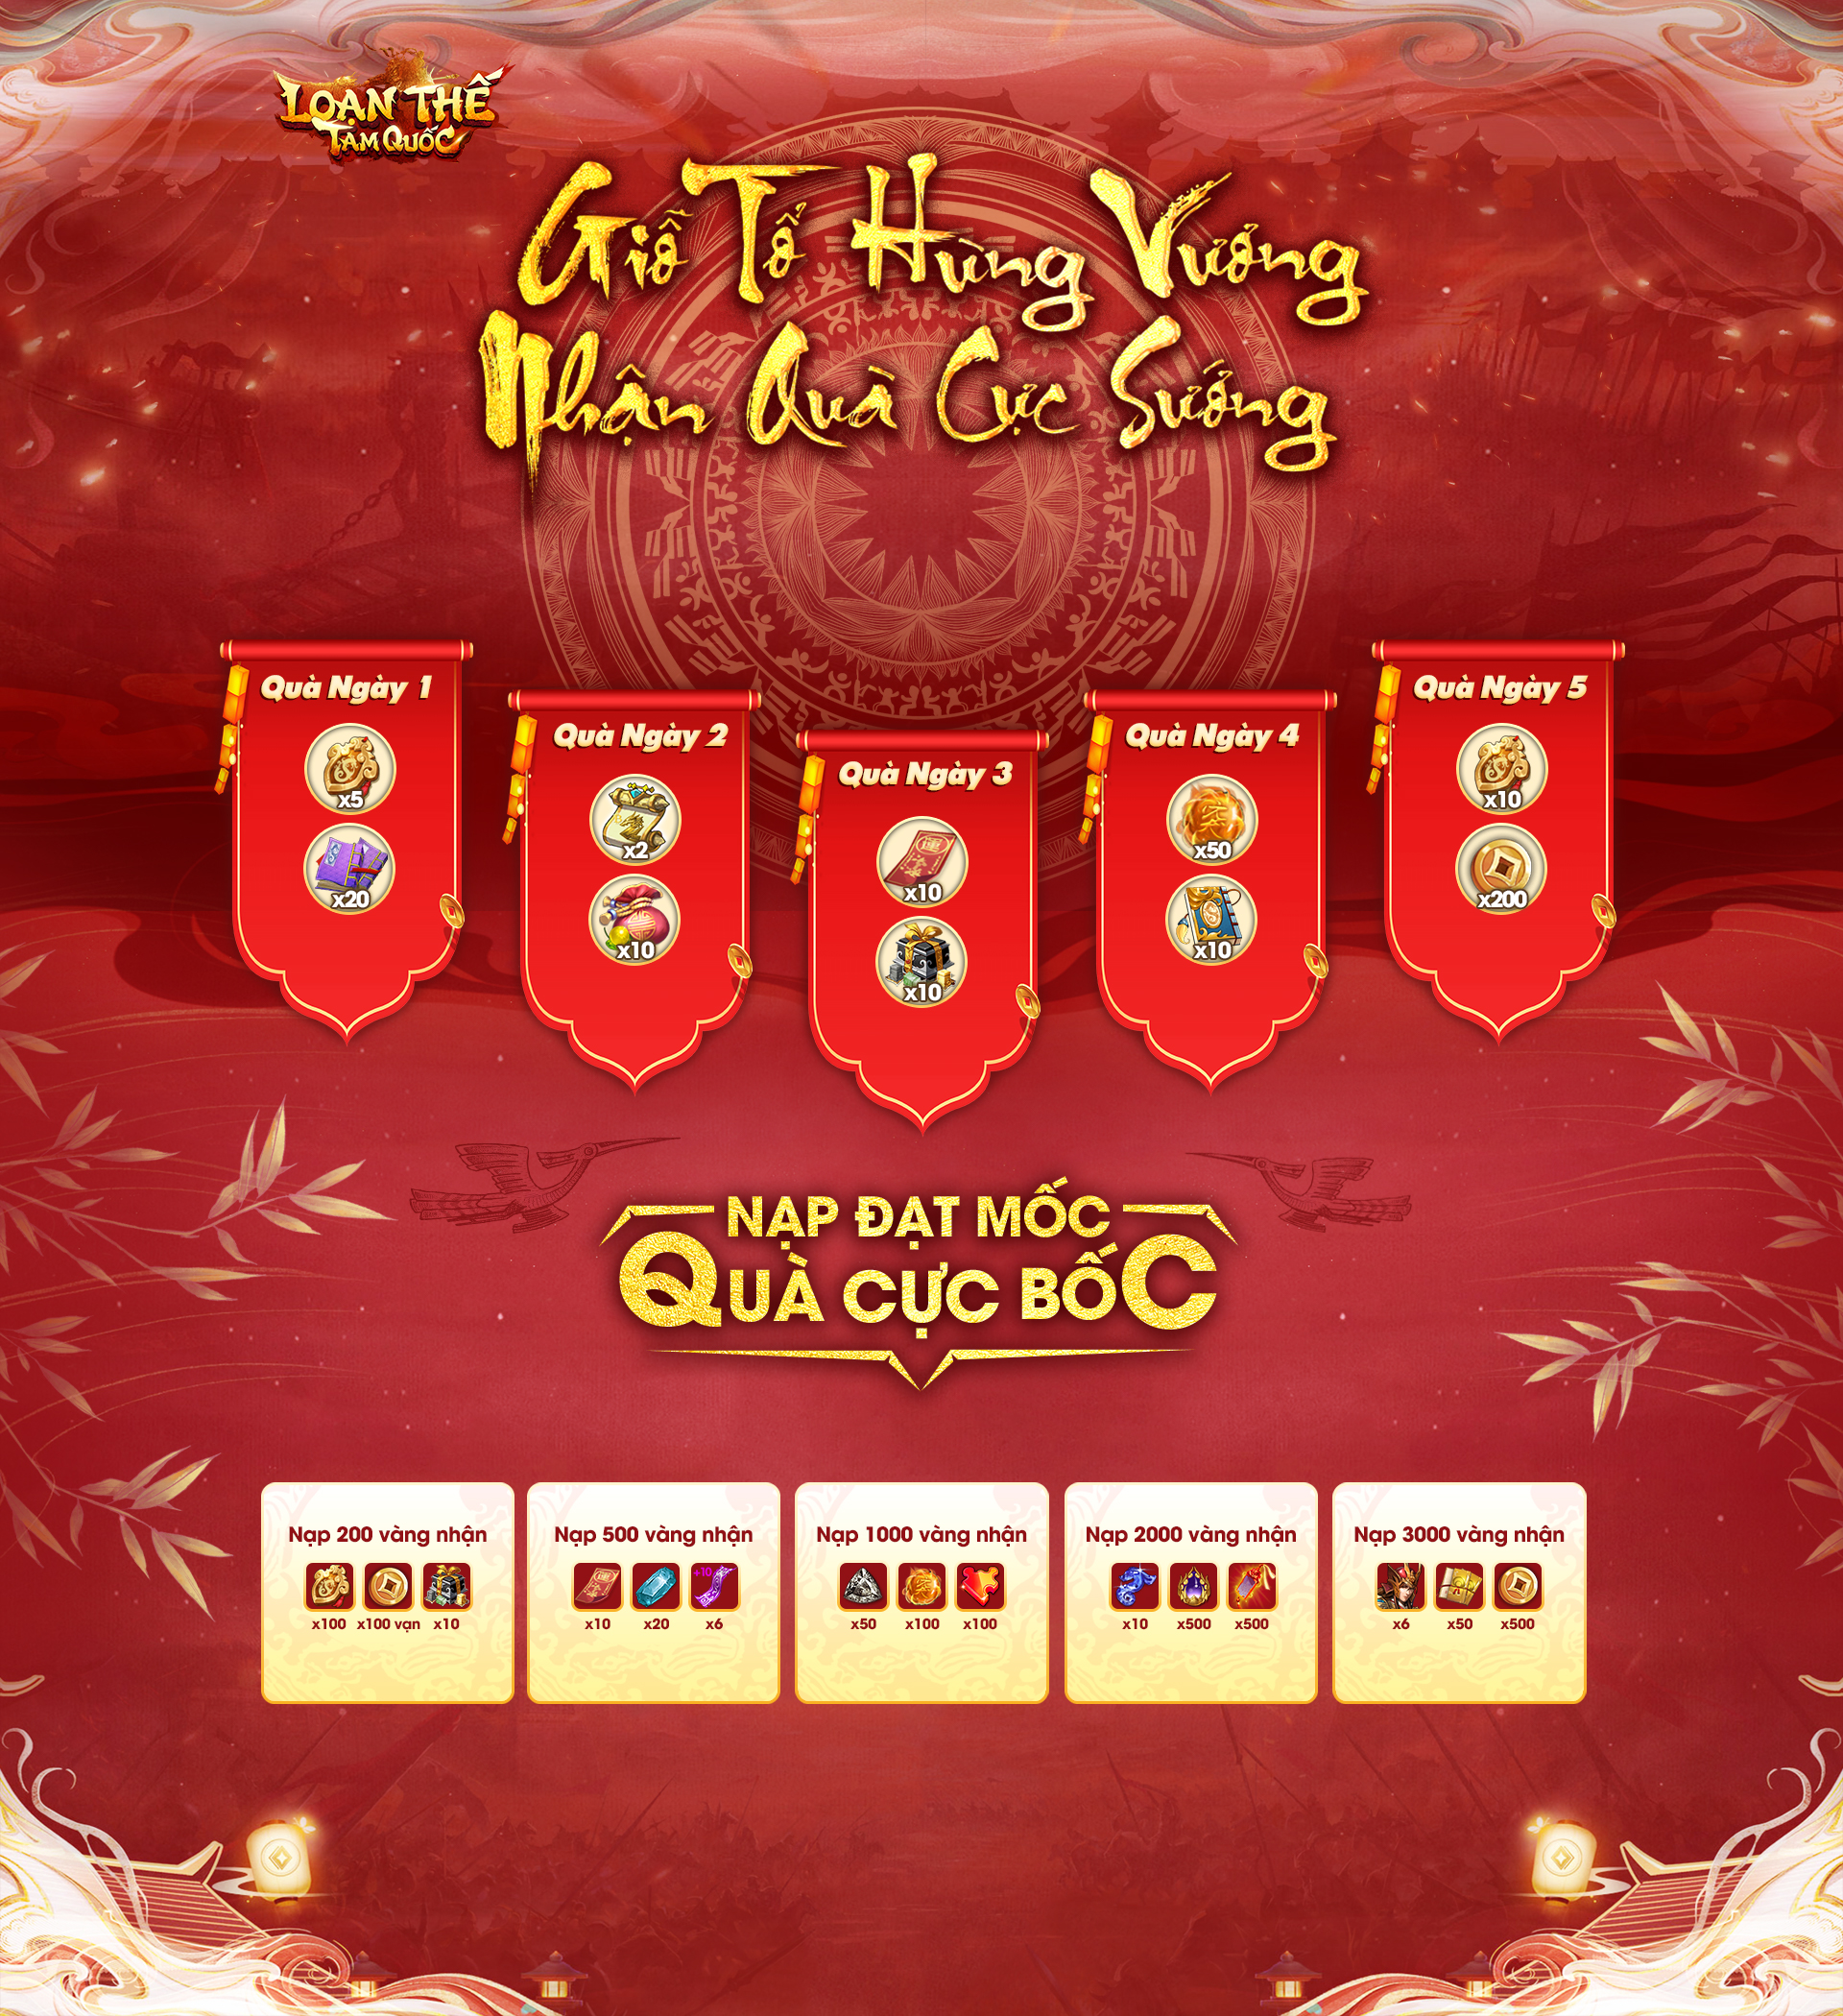 LOẠN THẾ
TAM QUỐC
Giỗ Tổ Hùng Vương
Nhận Quà Cực Sướng
Quà Ngày 1
x5
x20
Quà Ngày 2
x2
x10
Quà Ngày 3
x10
x10
Quà Ngày 4
x50
x10
Quà Ngày 5
x10
x200
NẠP ĐẠT MỐC
QUÀ CỰC BỐC
Nạp 200 vàng nhận
x100 x100 vạn x10
Nạp 500 vàng nhận
+10
x10 x20 x6
Nạp 1000 vàng nhận
x50 x100 x100
Nạp 2000 vàng nhận
x10 x500 x500
Nạp 3000 vàng nhận
x6 x50 x500